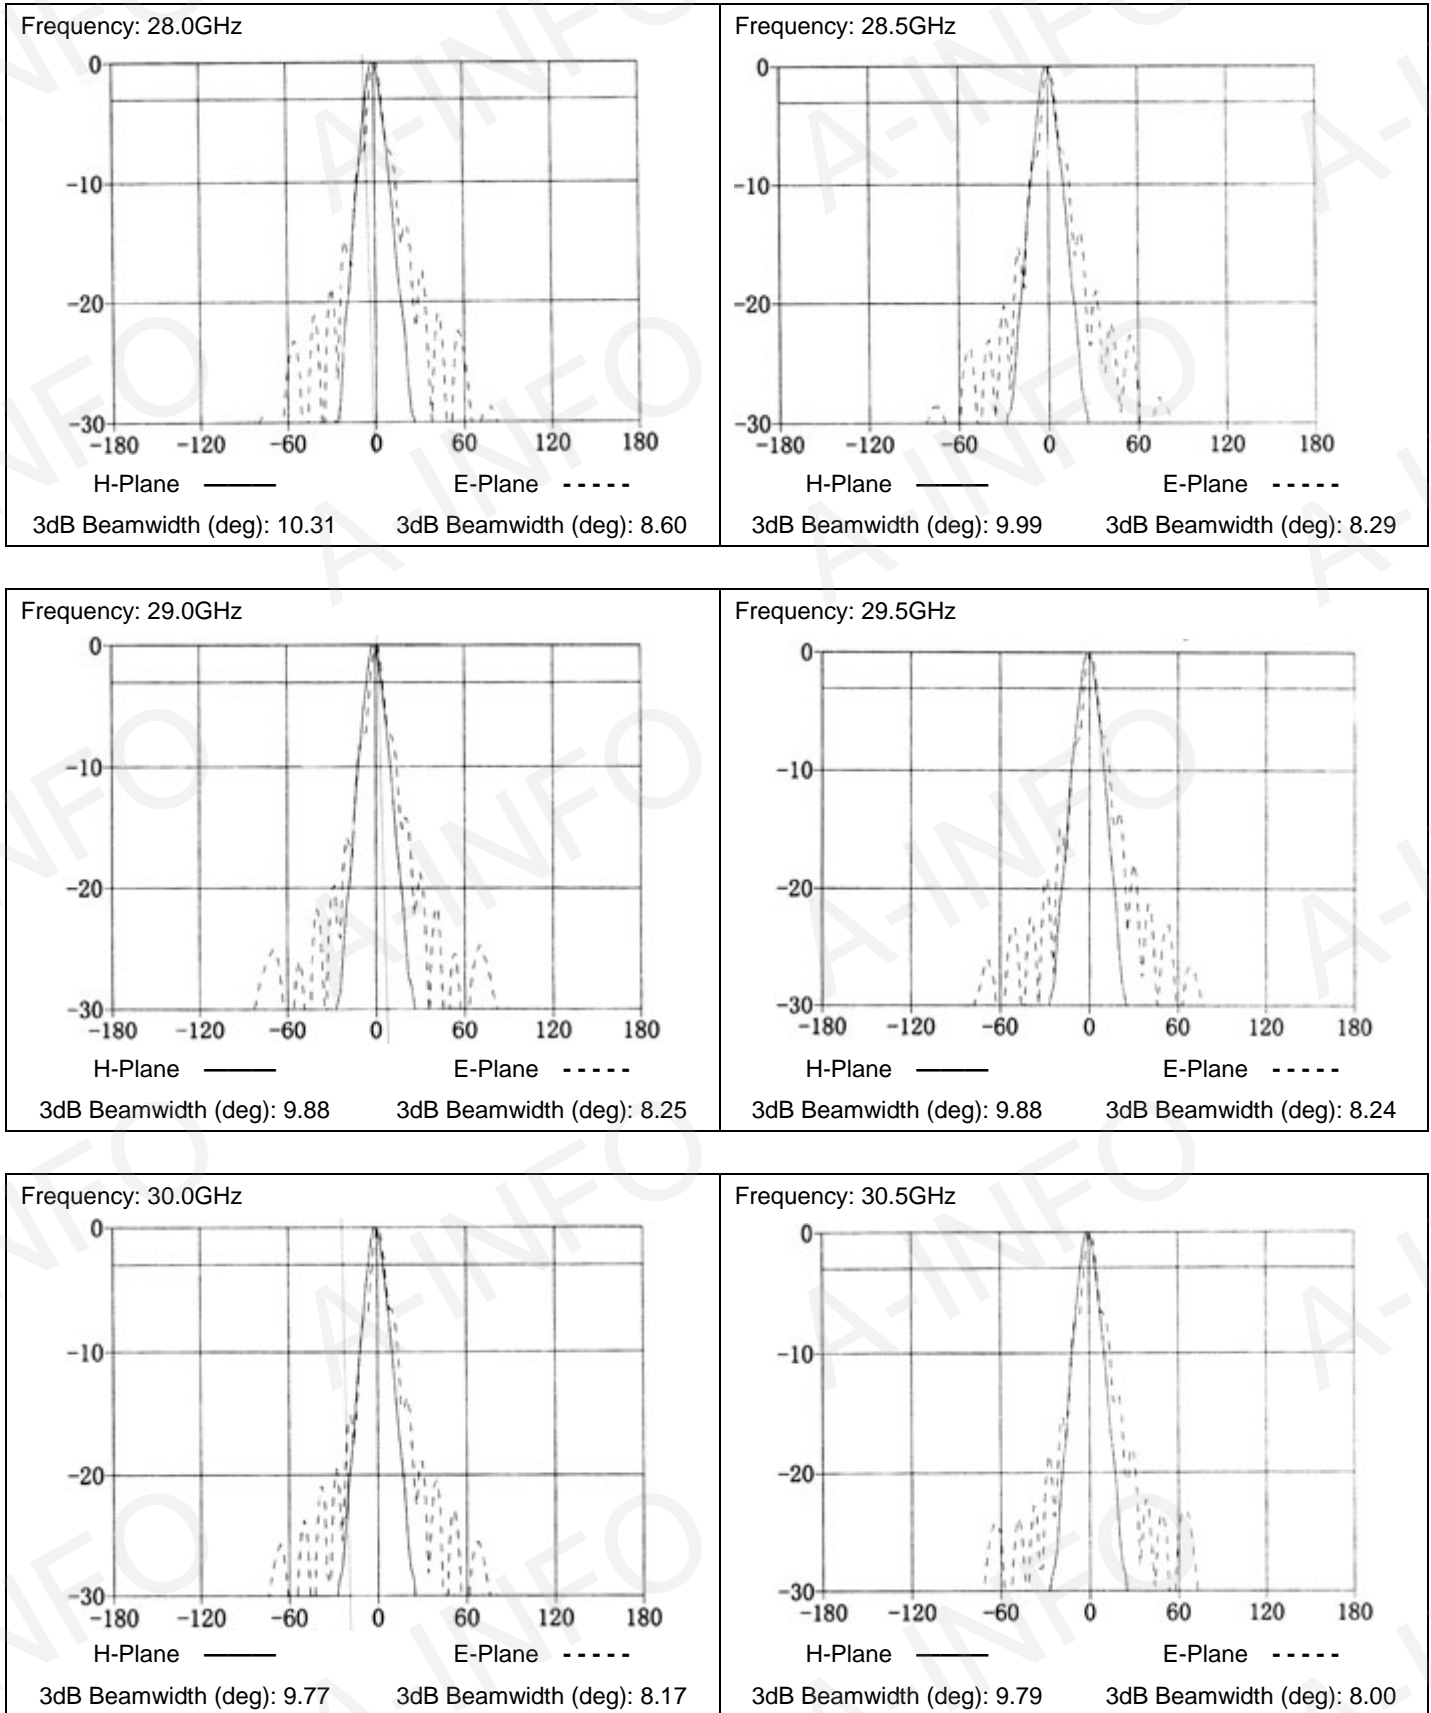 Frequency: 28.0GHz
0
-10
-20
-30
-180 -120 -60 0 60 120 180
H-Plane E-Plane
3dB Beamwidth (deg): 10.31 3dB Beamwidth (deg): 8.60
Frequency: 28.5GHz
0
-10
-20
-30
-180 -120 -60 0 60 120 180
H-Plane E-Plane
3dB Beamwidth (deg): 9.99 3dB Beamwidth (deg): 8.29
Frequency: 29.0GHz
0
-10
-20
-30
-180 -120 -60 0 60 120 180
H-Plane E-Plane
3dB Beamwidth (deg): 9.88 3dB Beamwidth (deg): 8.25
Frequency: 29.5GHz
0
-10
-20
-30
-180 -120 -60 0 60 120 180
H-Plane E-Plane
3dB Beamwidth (deg): 9.88 3dB Beamwidth (deg): 8.24
Frequency: 30.0GHz
0
-10
-20
-30
-180 -120 -60 0 60 120 180
H-Plane E-Plane
3dB Beamwidth (deg): 9.77 3dB Beamwidth (deg): 8.17
Frequency: 30.5GHz
0
-10
-20
-30
-180 -120 -60 0 60 120 180
H-Plane E-Plane
3dB Beamwidth (deg): 9.79 3dB Beamwidth (deg): 8.00
A-INFO